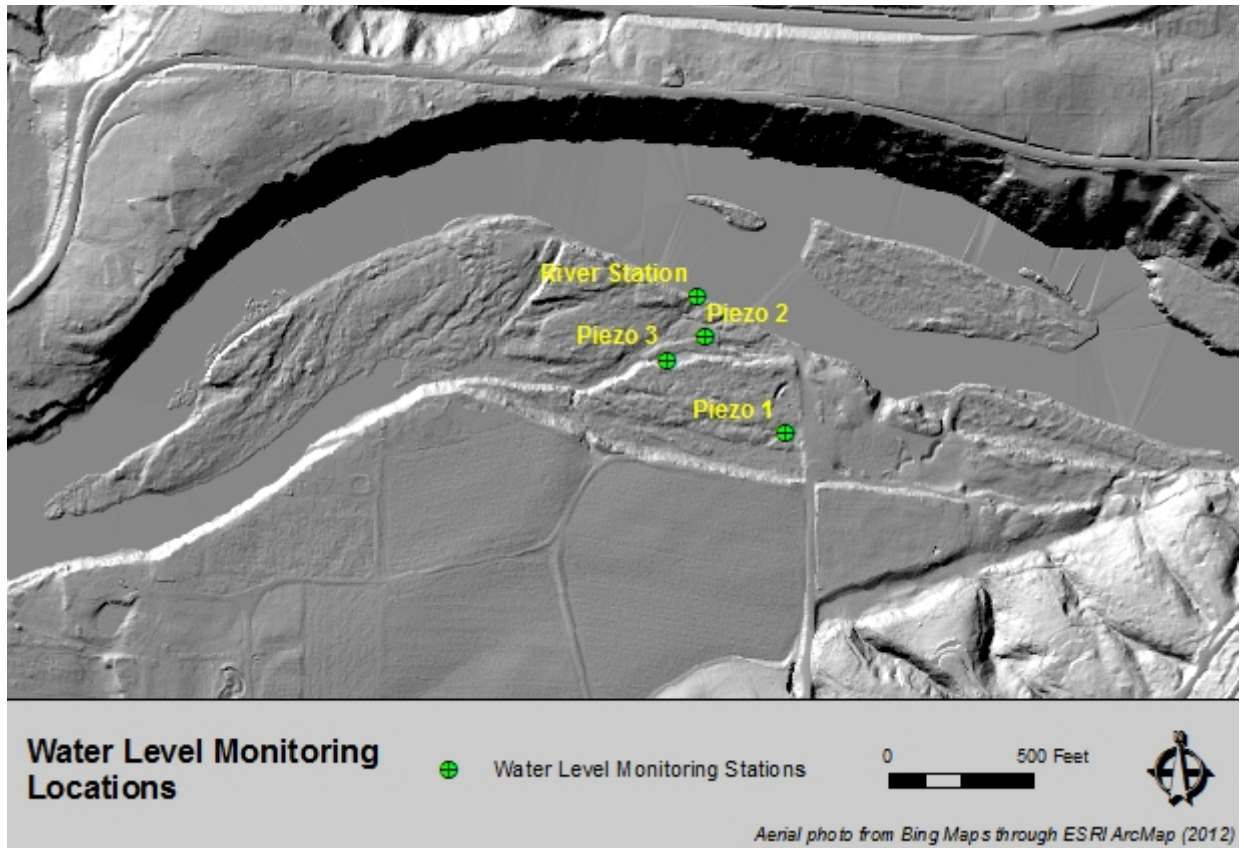 River Station
Piezo 2
Piezo 3
Piezo 1
Water Level Monitoring
Locations
Water Level Monitoring Stations
0 500 Feet
N
Aerial photo from Bing Maps through ESRI ArcMap (2012)